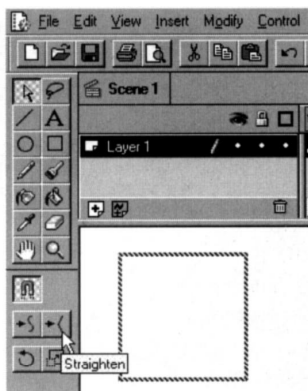 File Edit View Insert Modify Control
Scene 1
A
Layer 1
Straighten